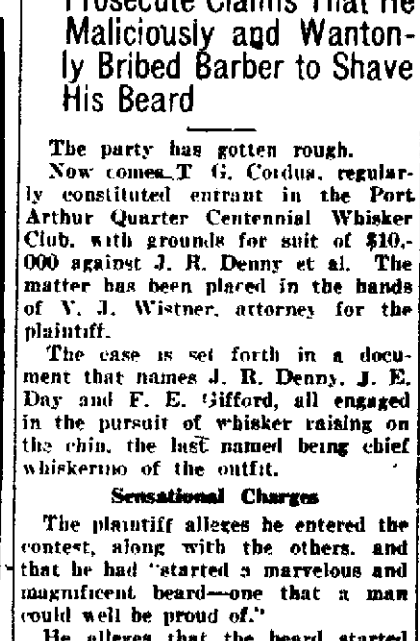 Prosecute Claims That He
Maliciously and Wanton-
ly Bribed Barber to Shave
His Beard
The party has gotten rough.
Now comes T. G. Cordua, regular-
ly constituted entrant in the Port
Arthur Quarter Centennial Whisker
Club, with grounds for suit of $10,-
000 against J. R. Denny et al. The
matter has been placed in the hands
of V. J. Wistner, attorney for the
plaintiff.
The case is set forth in a docu-
ment that names J. R. Denny, J. E.
Day and F. E. Gifford, all engaged
in the pursuit of whisker raising on
the chin, the last named being chief
whiskerino of the outfit.
Sensational Charges
The plaintiff alleges he entered the
contest, along with the others, and
that he had "started a marvelous and
magnificent beard—one that a man
could well be proud of."
He alleges that the beard started